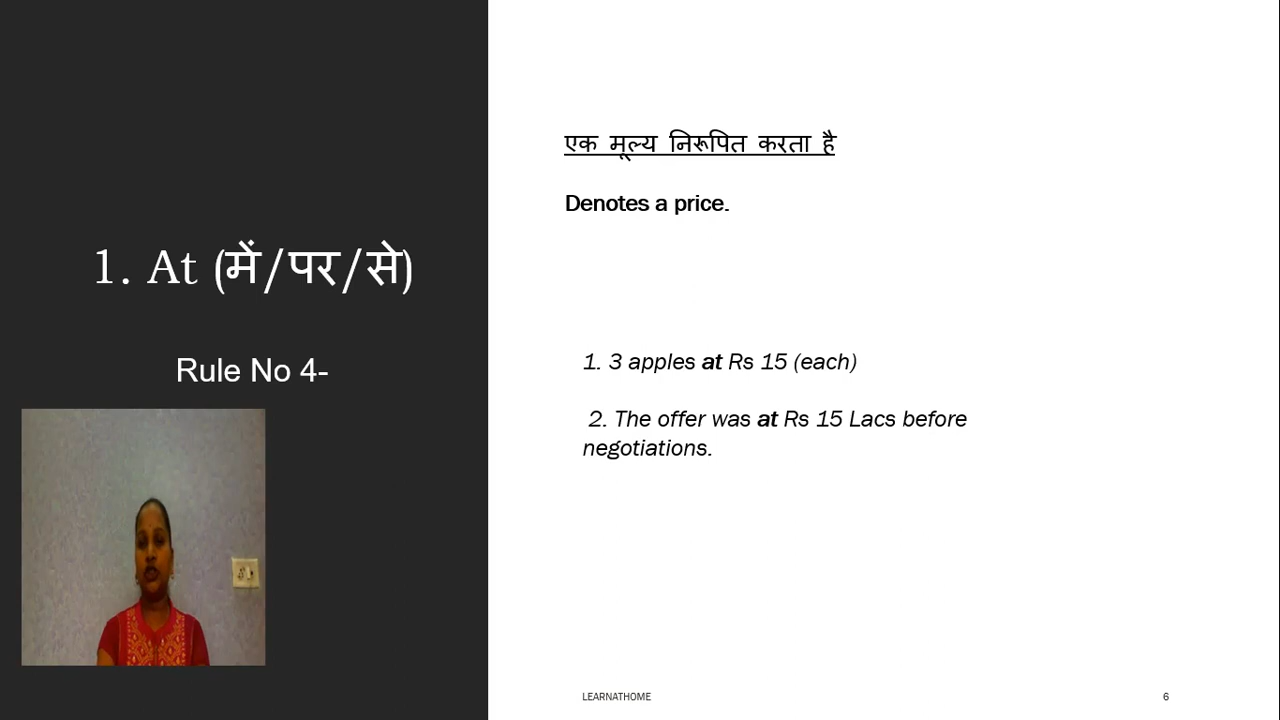 1. At (में/पर/से)
Rule No 4-
एक मूल्य निरूपित करता है
Denotes a price.
1. 3 apples at Rs 15 (each)
2. The offer was at Rs 15 Lacs before
negotiations.
LEARNATHOME
6